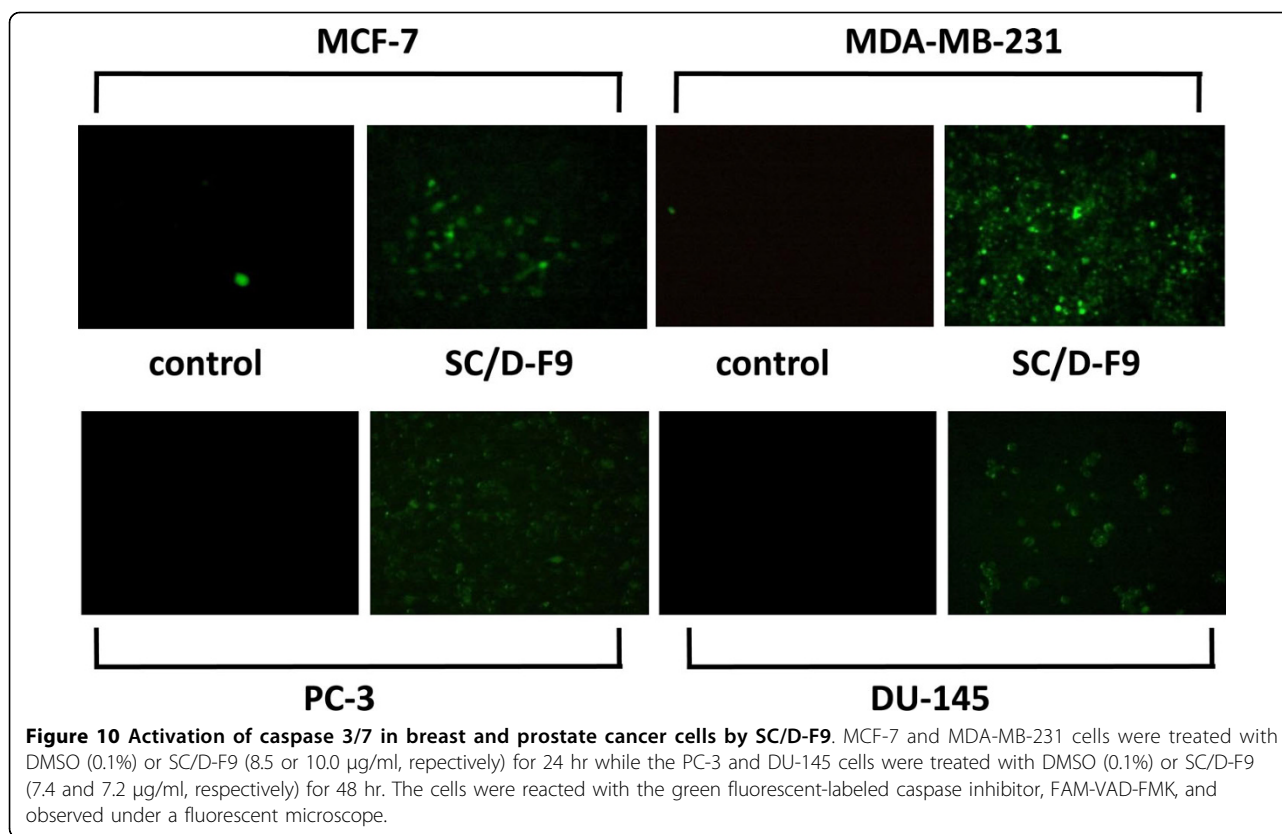 MCF-7 MDA-MB-231
control SC/D-F9 control SC/D-F9
PC-3 DU-145
Figure 10 Activation of caspase 3/7 in breast and prostate cancer cells by SC/D-F9. MCF-7 and MDA-MB-231 cells were treated with
DMSO (0.1%) or SC/D-F9 (8.5 or 10.0 μg/ml, repectively) for 24 hr while the PC-3 and DU-145 cells were treated with DMSO (0.1%) or SC/D-F9
(7.4 and 7.2 μg/ml, respectively) for 48 hr. The cells were reacted with the green fluorescent-labeled caspase inhibitor, FAM-VAD-FMK, and
observed under a fluorescent microscope.